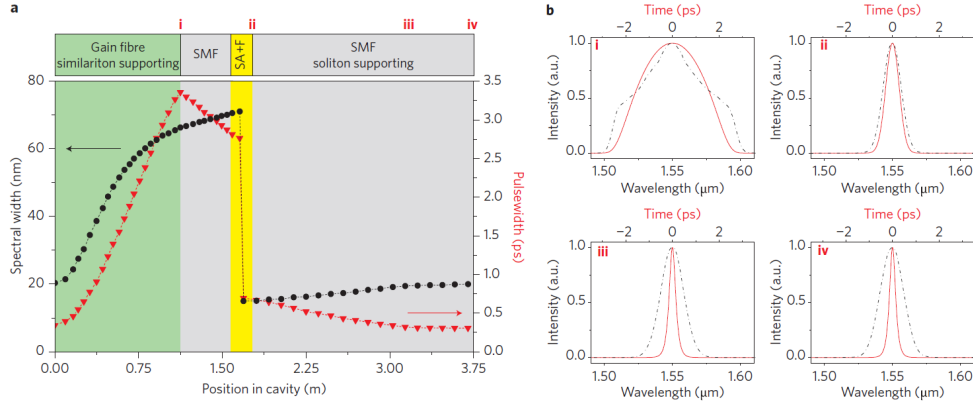 a
i
ii
iii
iv
Gain fibre
similariton supporting
SMF
SA+F
SMF
soliton supporting
80
60
40
20
0
Spectral width (nm)
3.5
3.0
2.5
2.0
1.5
1.0
0.5
0.0
Pulsewidth (ps)
0
0.75
1.50
2.25
3.00
3.75
Position in cavity (m)
b
Time (ps)
−2 0 2
i
1.0
0.5
0.0
Intensity (a.u.)
1.50 1.55 1.60
Wavelength (μm)
Time (ps)
−2 0 2
ii
1.0
0.5
0.0
Intensity (a.u.)
1.50 1.55 1.60
Wavelength (μm)
Time (ps)
−2 0 2
iii
1.0
0.5
0.0
Intensity (a.u.)
1.50 1.55 1.60
Wavelength (μm)
Time (ps)
−2 0 2
iv
1.0
0.5
0.0
Intensity (a.u.)
1.50 1.55 1.60
Wavelength (μm)